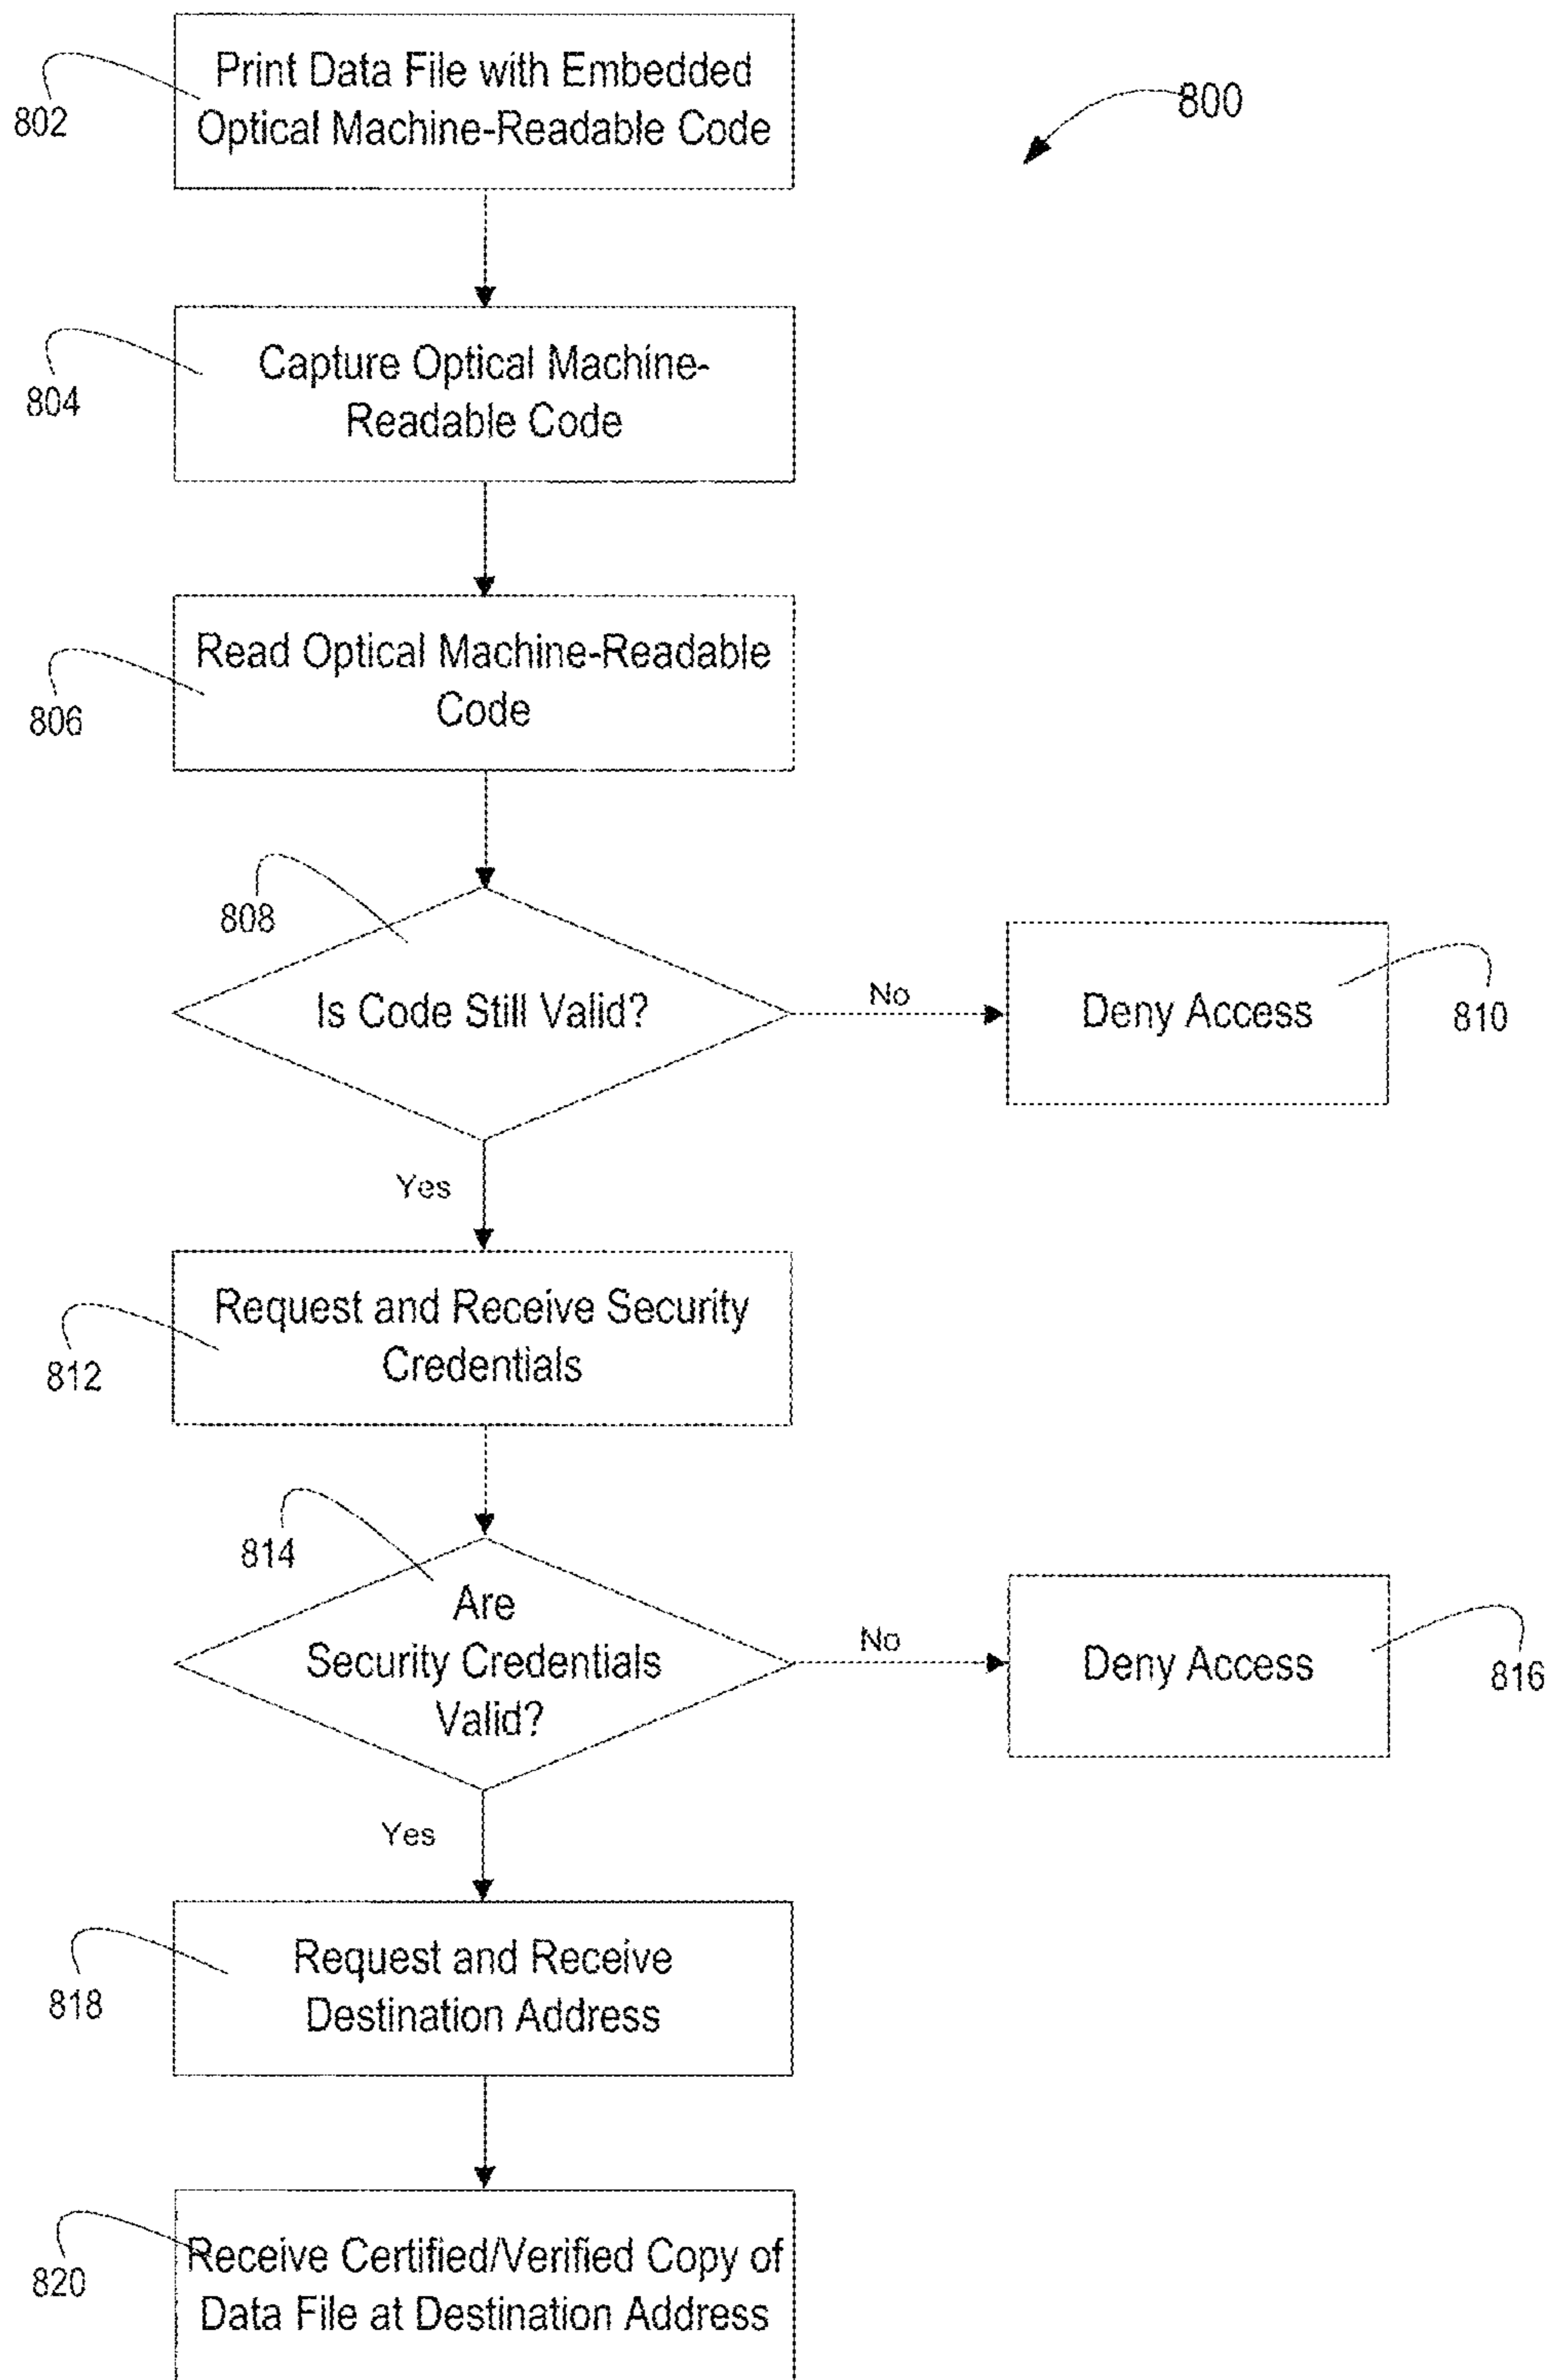 Print Data File with Embedded
Optical Machine-Readable Code
802
800
Capture Optical Machine-
Readable Code
804
Read Optical Machine-Readable
Code
806
808
Is Code Still Valid?
No
Deny Access
810
Yes
Request and Receive Security
Credentials
812
814
Are
Security Credentials
Valid?
No
Deny Access
816
Yes
Request and Receive
Destination Address
818
Receive Certified/Verified Copy of
Data File at Destination Address
820